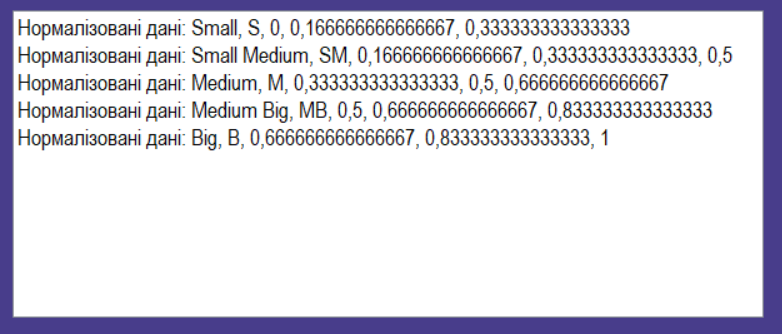 Нормалізовані дані: Small, S, 0, 0,166666666666667, 0,333333333333333
Нормалізовані дані: Small Medium, SM, 0,166666666666667, 0,333333333333333, 0,5
Нормалізовані дані: Medium, M, 0,333333333333333, 0,5, 0,666666666666667
Нормалізовані дані: Medium Big, MB, 0,5, 0,666666666666667, 0,833333333333333
Нормалізовані дані: Big, B, 0,666666666666667, 0,833333333333333, 1